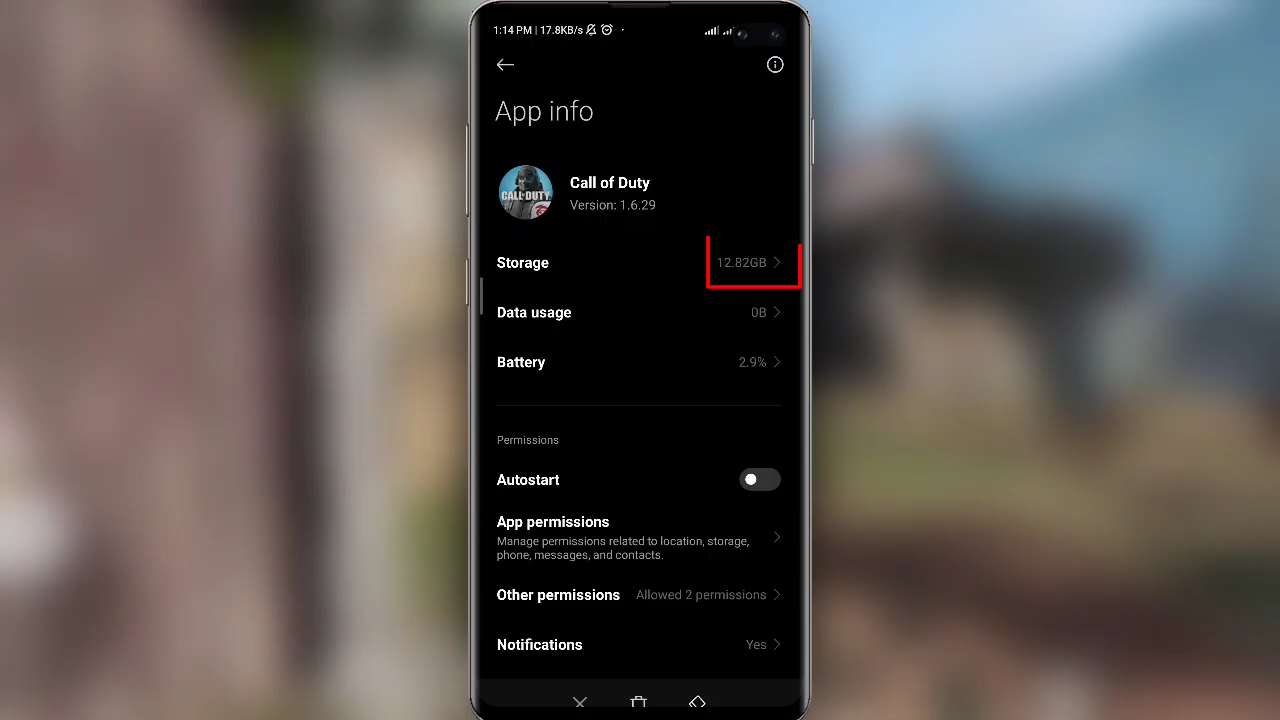 1:14 PM | 17.8KB/s
App info
CALL OF DUTY
Call of Duty
Version: 1.6.29
Storage 12.82GB
Data usage 0B
Battery 2.9%
Permissions
Autostart
App permissions
Manage permissions related to location, storage,
phone, messages, and contacts.
Other permissions Allowed 2 permissions
Notifications Yes